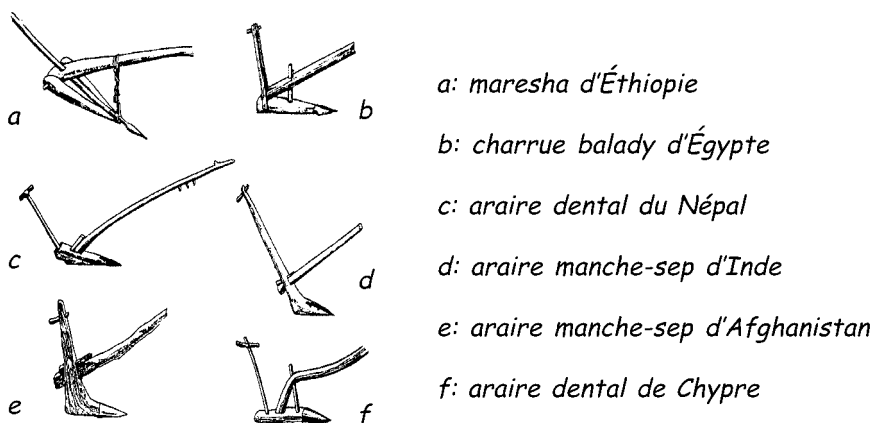 a
b
c
d
e
f
a: maresha d'Éthiopie
b: charrue balady d'Égypte
c: araire dental du Népal
d: araire manche-sep d'Inde
e: araire manche-sep d'Afghanistan
f: araire dental de Chypre